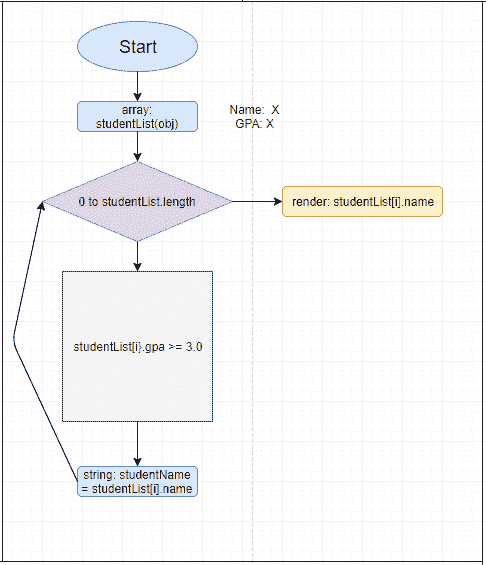 Start
array:
studentList(obj)
Name: X
GPA: X
0 to studentList.length
render: studentList[i].name
studentList[i}.gpa >= 3.0
string: studentName
= studentList[i].name